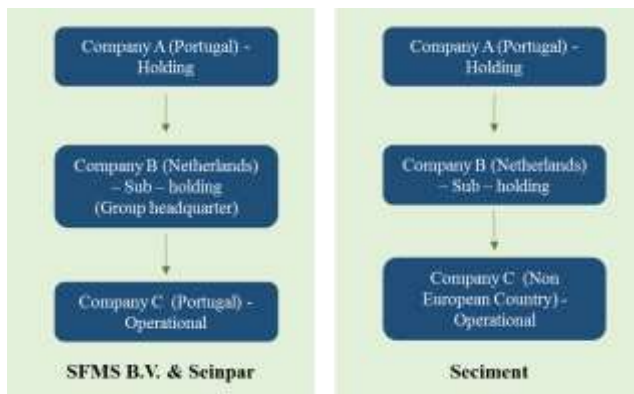 Company A (Portugal) -
Holding
Company B (Netherlands)
– Sub – holding
(Group headquarter)
Company C (Portugal) -
Operational
SFMS B.V. & Seinpar
Company A (Portugal) -
Holding
Company B (Netherlands)
– Sub – holding
Company C (Non
European Country) -
Operational
Seciment